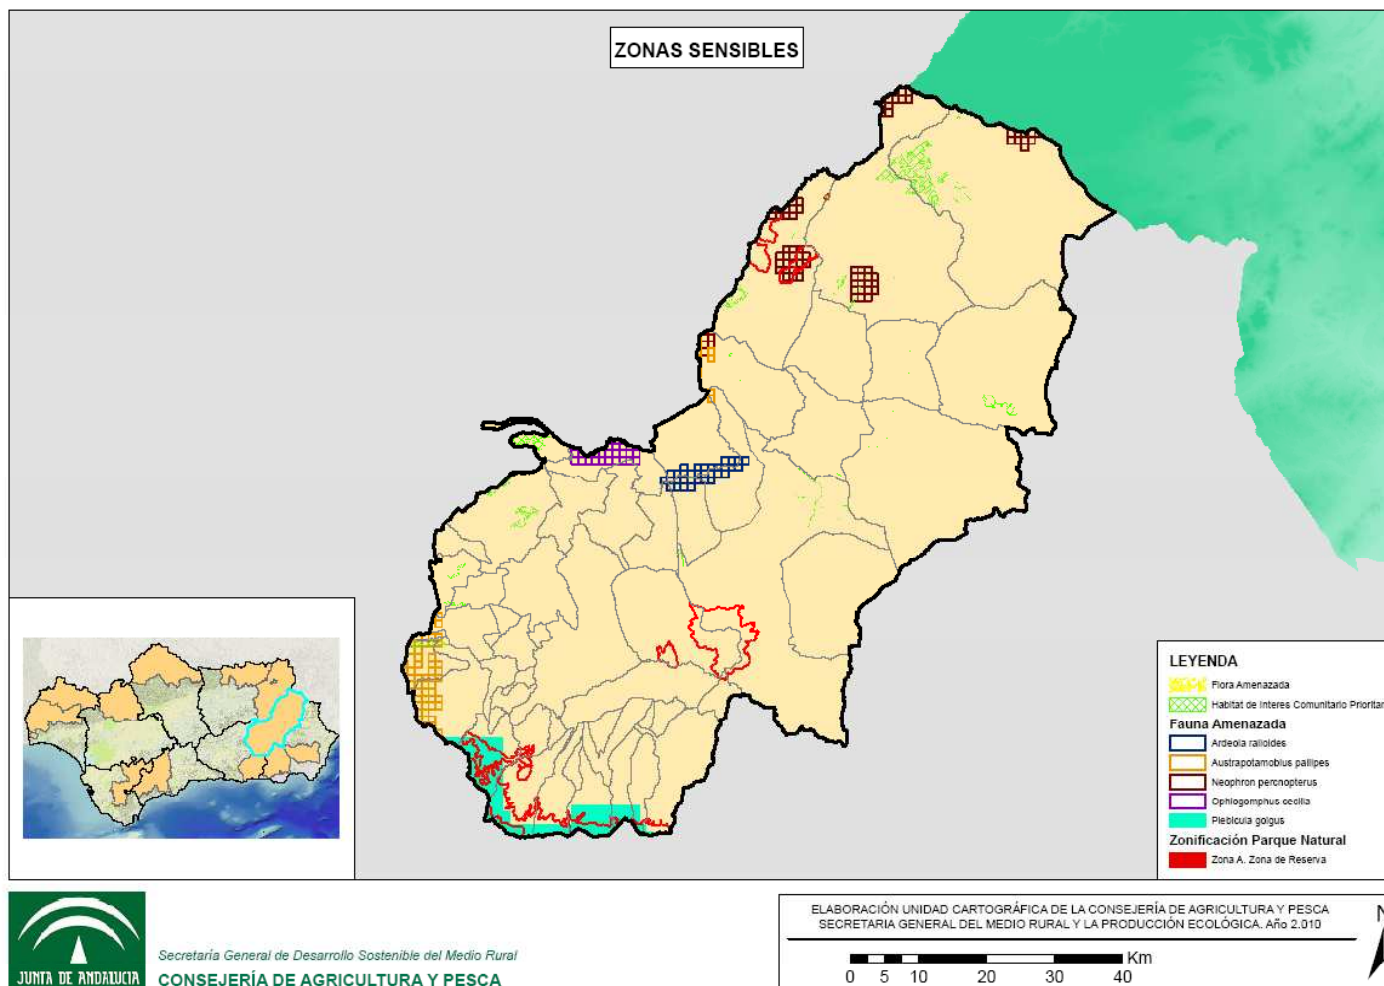 ZONAS SENSIBLES
LEYENDA
Flora Amenazada
Habitat de Interes Comunitario Prioritar
Fauna Amenazada
Ardeola ralloides
Austrapotamobius pallipes
Neophron percnopterus
Ophiogomphus cecilia
Plebicula golgus
Zonificación Parque Natural
Zona A. Zona de Reserva
JUNTA DE ANDALUCIA
Secretaría General de Desarrollo Sostenible del Medio Rural
CONSEJERÍA DE AGRICULTURA Y PESCA
ELABORACIÓN UNIDAD CARTOGRÁFICA DE LA CONSEJERÍA DE AGRICULTURA Y PESCA
SECRETARIA GENERAL DEL MEDIO RURAL Y LA PRODUCCIÓN ECOLÓGICA. Año 2.010
N
Km
0 5 10 20 30 40